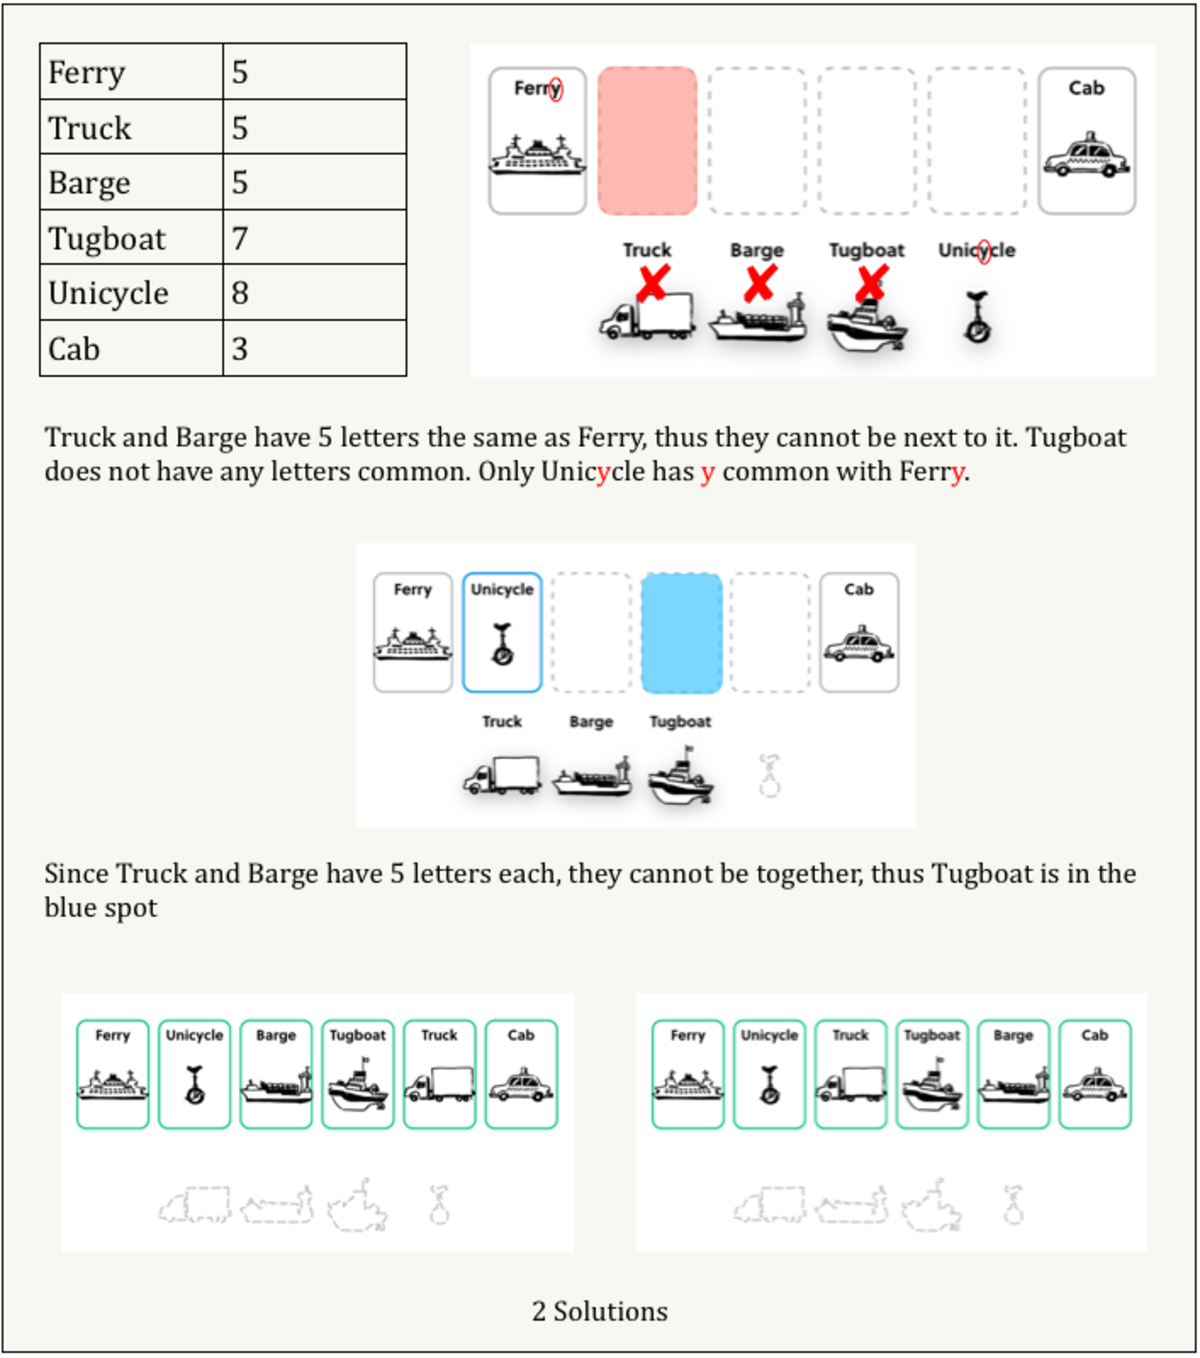 Ferry 5
Truck 5
Barge 5
Tugboat 7
Unicycle 8
Cab 3
Ferry Cab
Truck Barge Tugboat Unicycle
Truck and Barge have 5 letters the same as Ferry, thus they cannot be next to it. Tugboat
does not have any letters common. Only Unicycle has y common with Ferry.
Ferry Unicycle Cab
Truck Barge Tugboat
Since Truck and Barge have 5 letters each, they cannot be together, thus Tugboat is in the
blue spot
Ferry Unicycle Barge Tugboat Truck Cab
Ferry Unicycle Truck Tugboat Barge Cab
2 Solutions